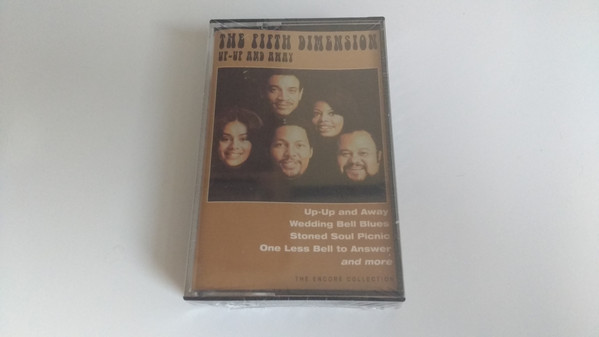 THE FIFTH DIMENSION
UP-UP AND AWAY
Up-Up and Away
Wedding Bell Blues
Stoned Soul Picnic
One Less Bell to Answer
and more
THE ENCORE COLLECTION